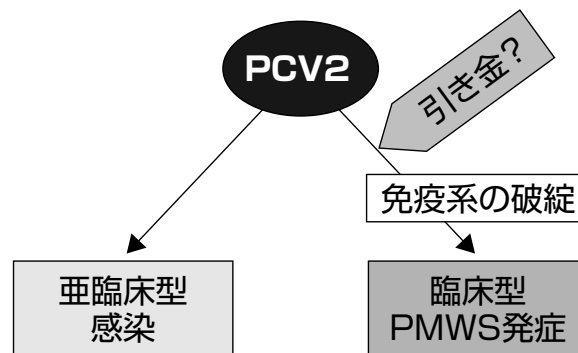 PCV2
引き金?
免疫系の破綻
亜臨床型
感染
臨床型
PMWS発症